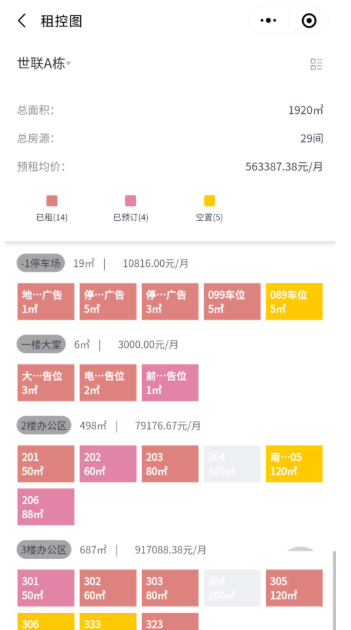 租控图
世联A栋
总面积: 1920㎡
总房源: 29间
预租均价: 563387.38元/月
已租(14) 已预订(4) 空置(5)
-1停车场 19㎡ | 10816.00元/月
地…广告 停…广告 停…广告 099车位 089车位
1㎡ 5㎡ 3㎡ 5㎡ 5㎡
一楼大堂 6㎡ | 3000.00元/月
大…告位 电…告位 前…告位
3㎡ 2㎡ 1㎡
2楼办公区 498㎡ | 79176.67元/月
201 202 203 204 南…05
50㎡ 60㎡ 80㎡ 100㎡ 120㎡
206
88㎡
3楼办公区 687㎡ | 917088.38元/月
301 302 303 304 305
50㎡ 60㎡ 80㎡ 100㎡ 120㎡
306 333 323